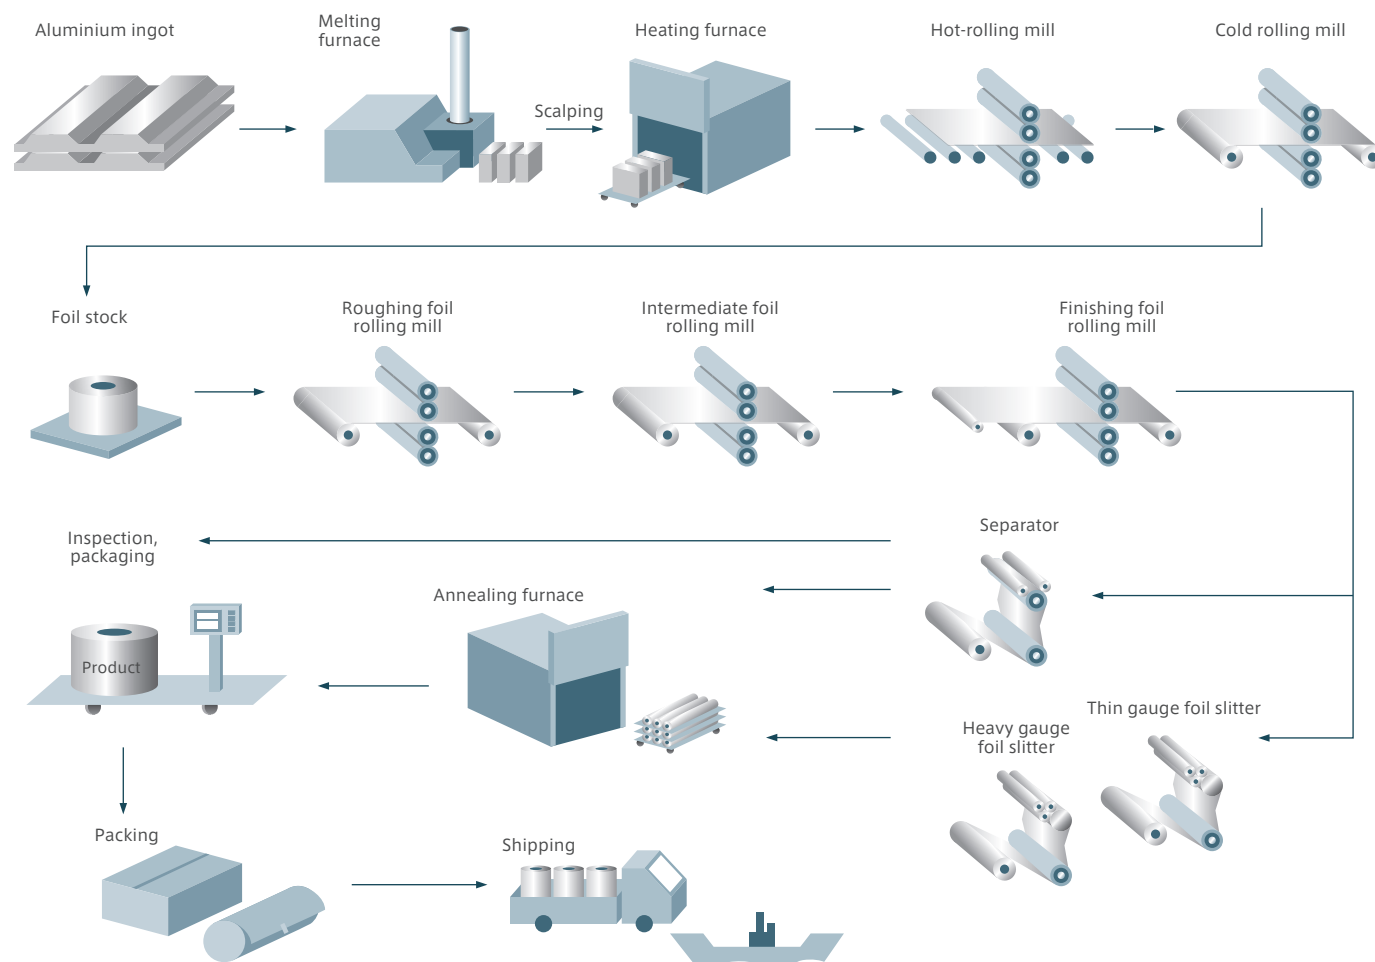 Aluminium ingot
Melting
furnace
Scalping
Heating furnace
Hot-rolling mill
Cold rolling mill
Foil stock
Roughing foil
rolling mill
Intermediate foil
rolling mill
Finishing foil
rolling mill
Separator
Thin gauge foil slitter
Heavy gauge
foil slitter
Annealing furnace
Inspection,
packaging
Product
Packing
Shipping